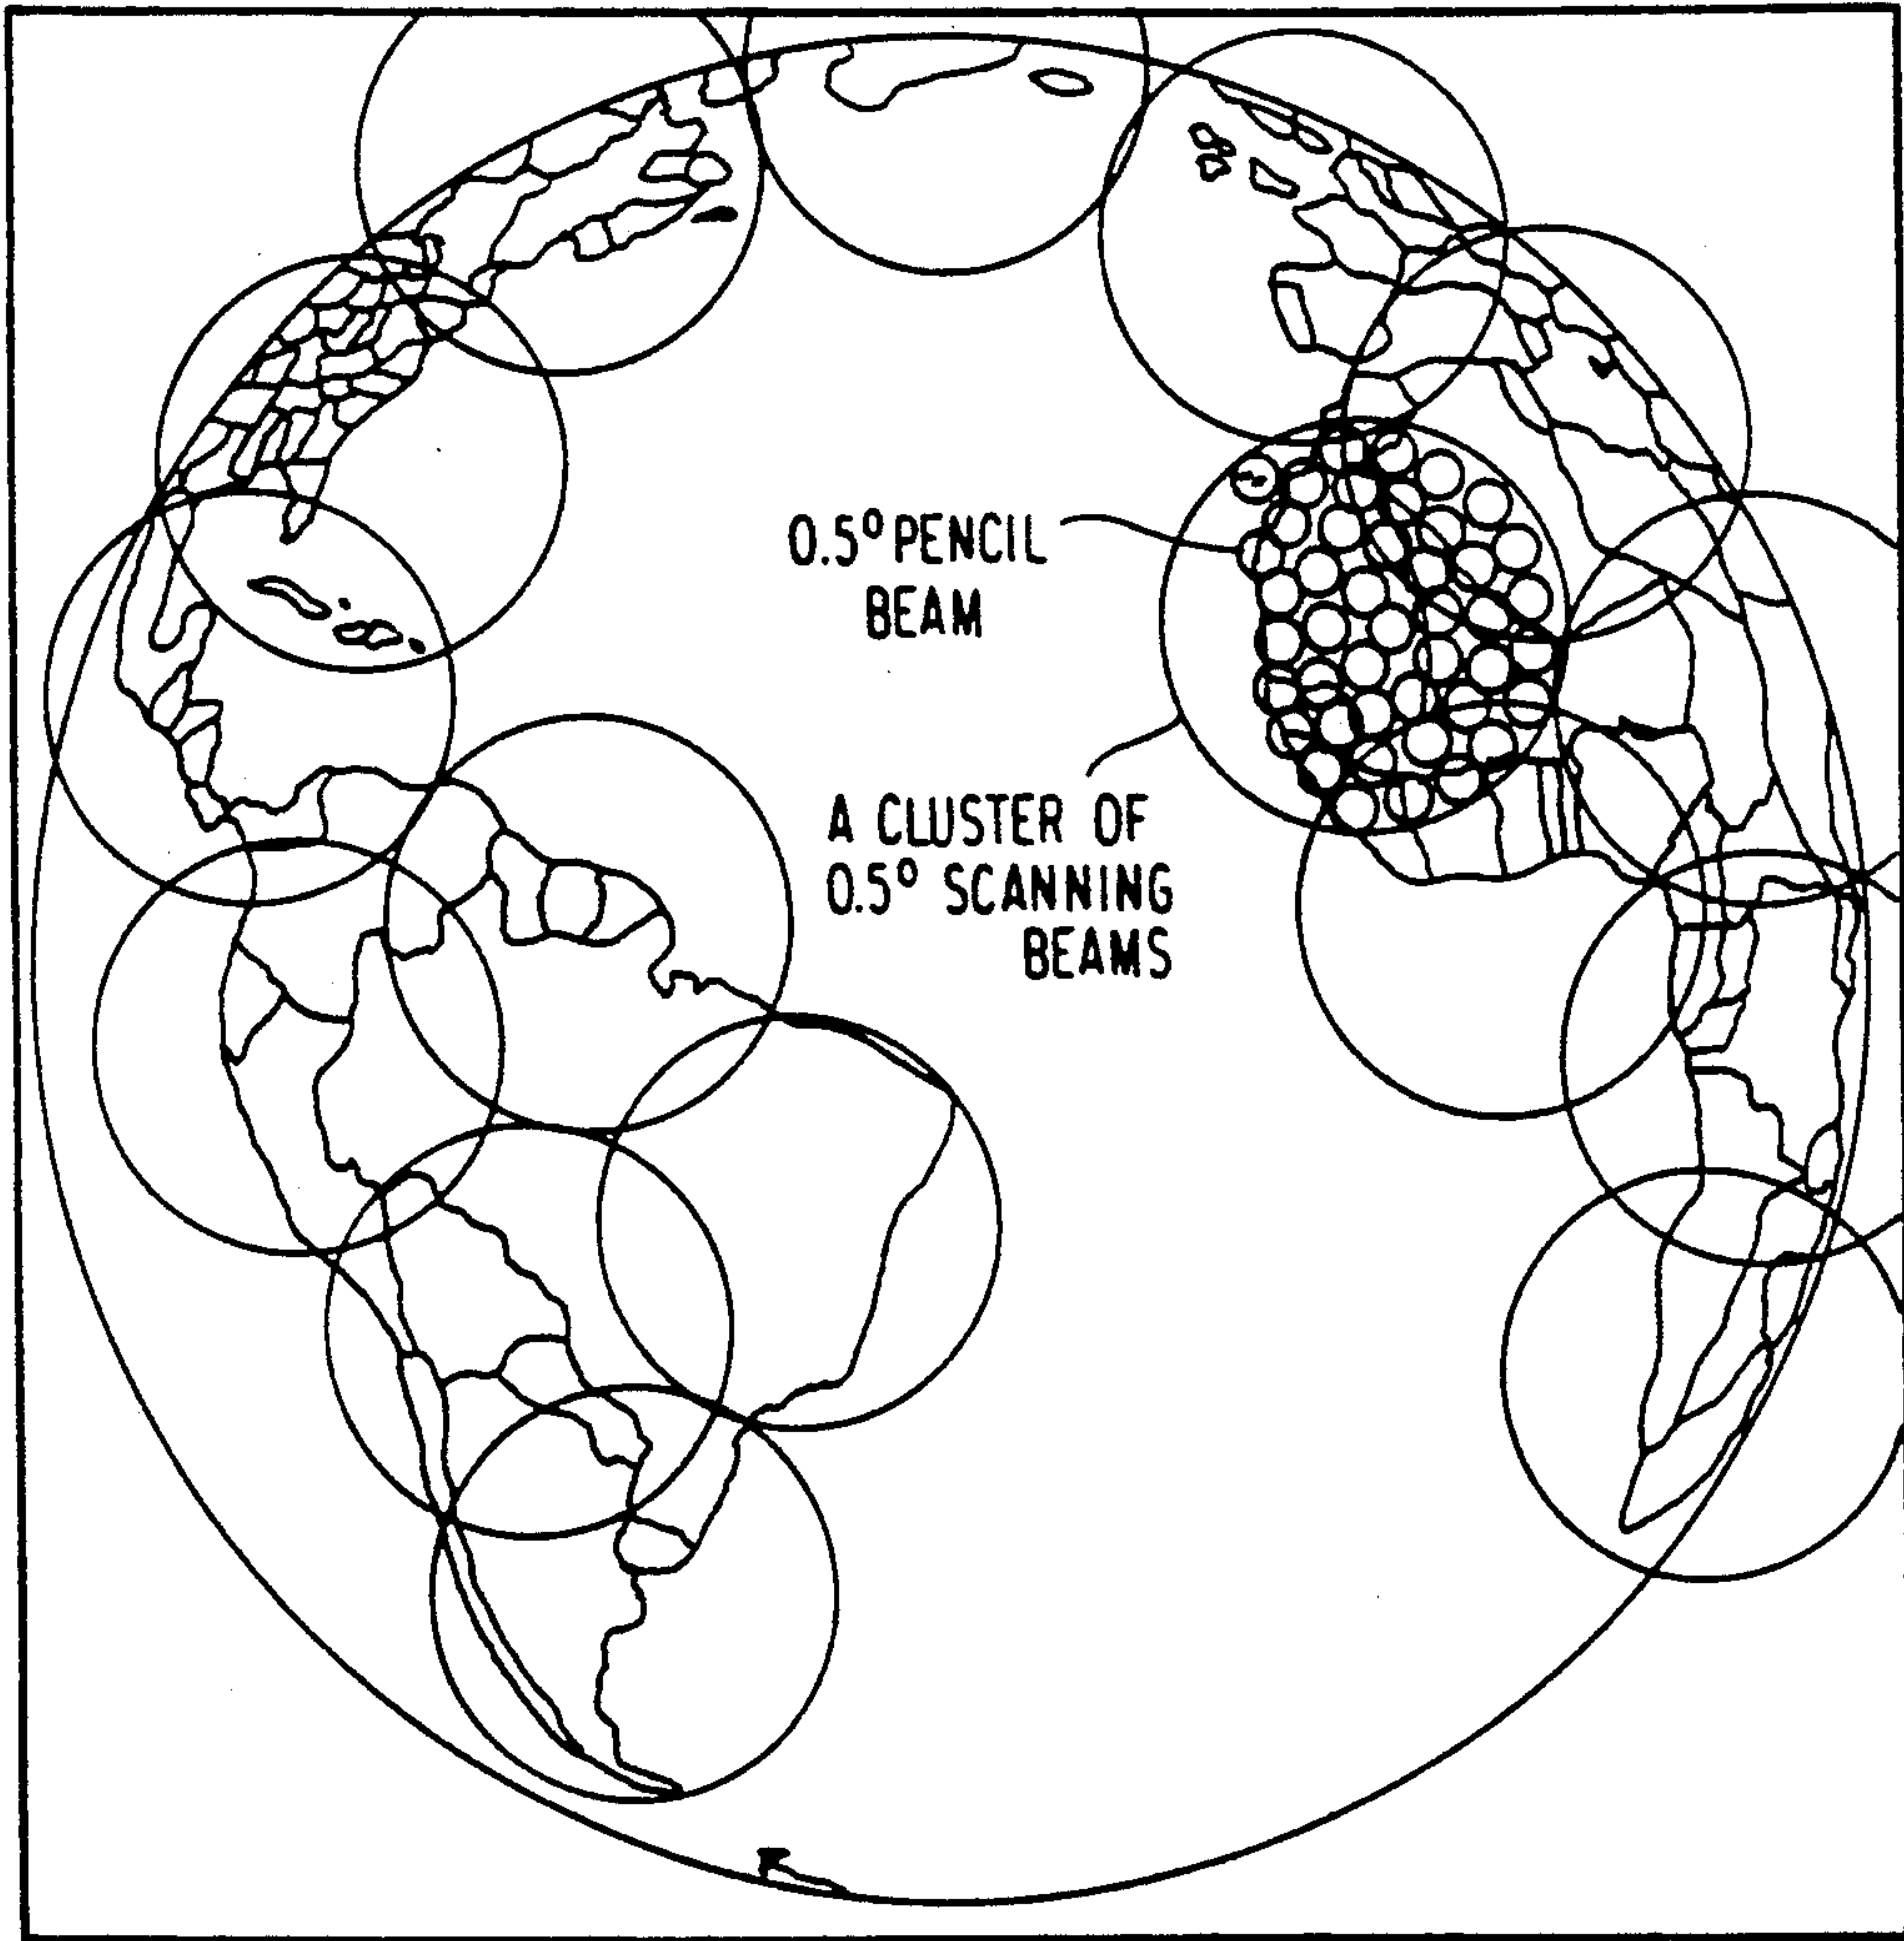 0.5° PENCIL
BEAM
A CLUSTER OF
0.5° SCANNING
BEAMS